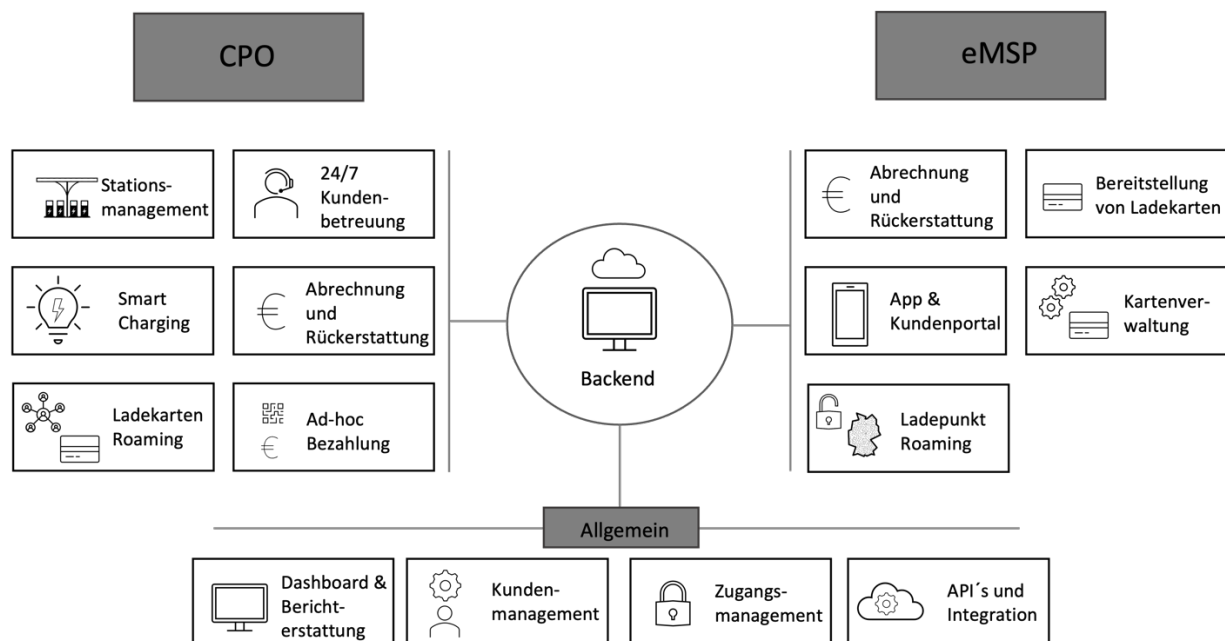 CPO
eMSP
Stations-
management
24/7
Kunden-
betreuung
Smart
Charging
Abrechnung
und
Rückerstattung
Ladekarten
Roaming
Ad-hoc
Bezahlung
Backend
Abrechnung
und
Rückerstattung
Bereitstellung
von Ladekarten
App &
Kundenportal
Kartenver-
waltung
Ladepunkt
Roaming
Allgemein
Dashboard &
Bericht-
erstattung
Kunden-
management
Zugangs-
management
API´s und
Integration